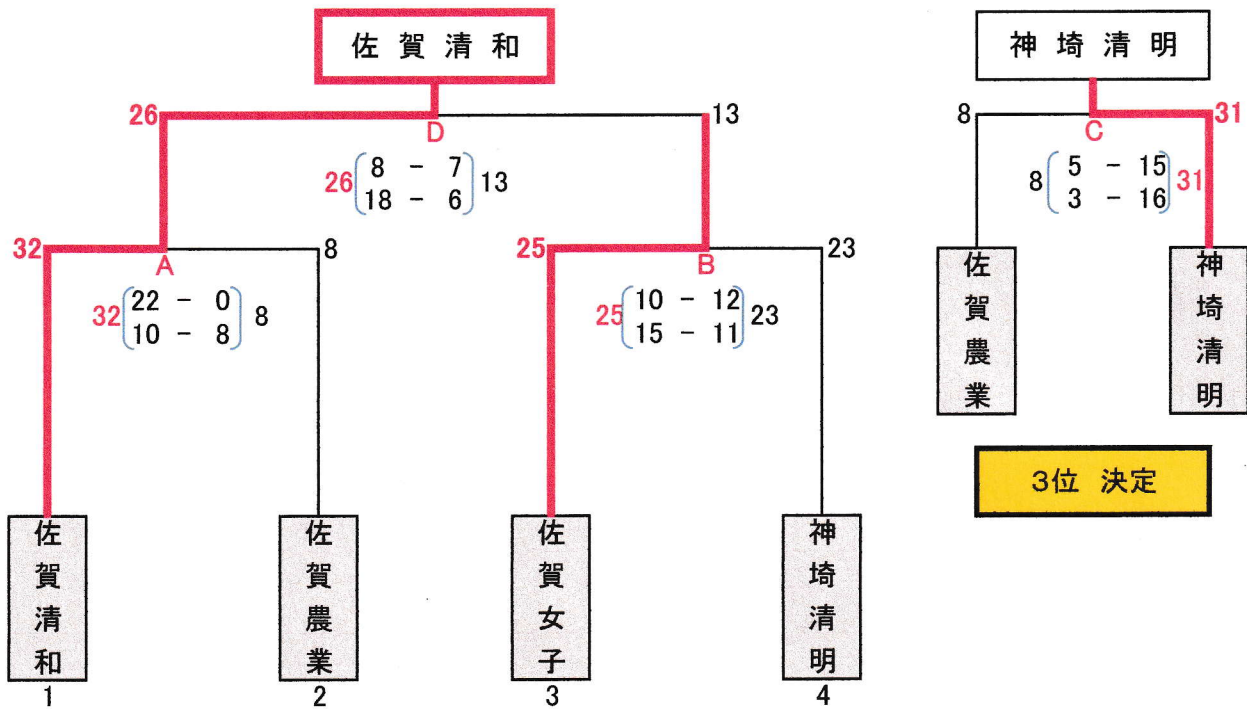 佐賀清和
26
13
D
26 8 - 7 13
18 - 6
32
8
25
23
A
B
32 22 - 0 8
10 - 8
25 10 - 12 23
15 - 11
佐賀清和
佐賀農業
佐賀女子
神埼清明
1
2
3
4
神埼清明
8
31
C
8 5 - 15 31
3 - 16
佐賀農業
神埼清明
3位 決定